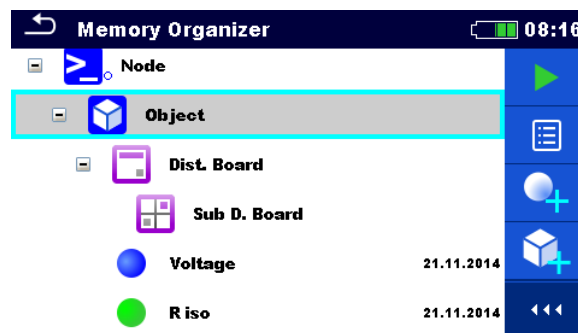 Memory Organizer 08:16
Node
Object
Dist. Board
Sub D. Board
Voltage 21.11.2014
R iso 21.11.2014